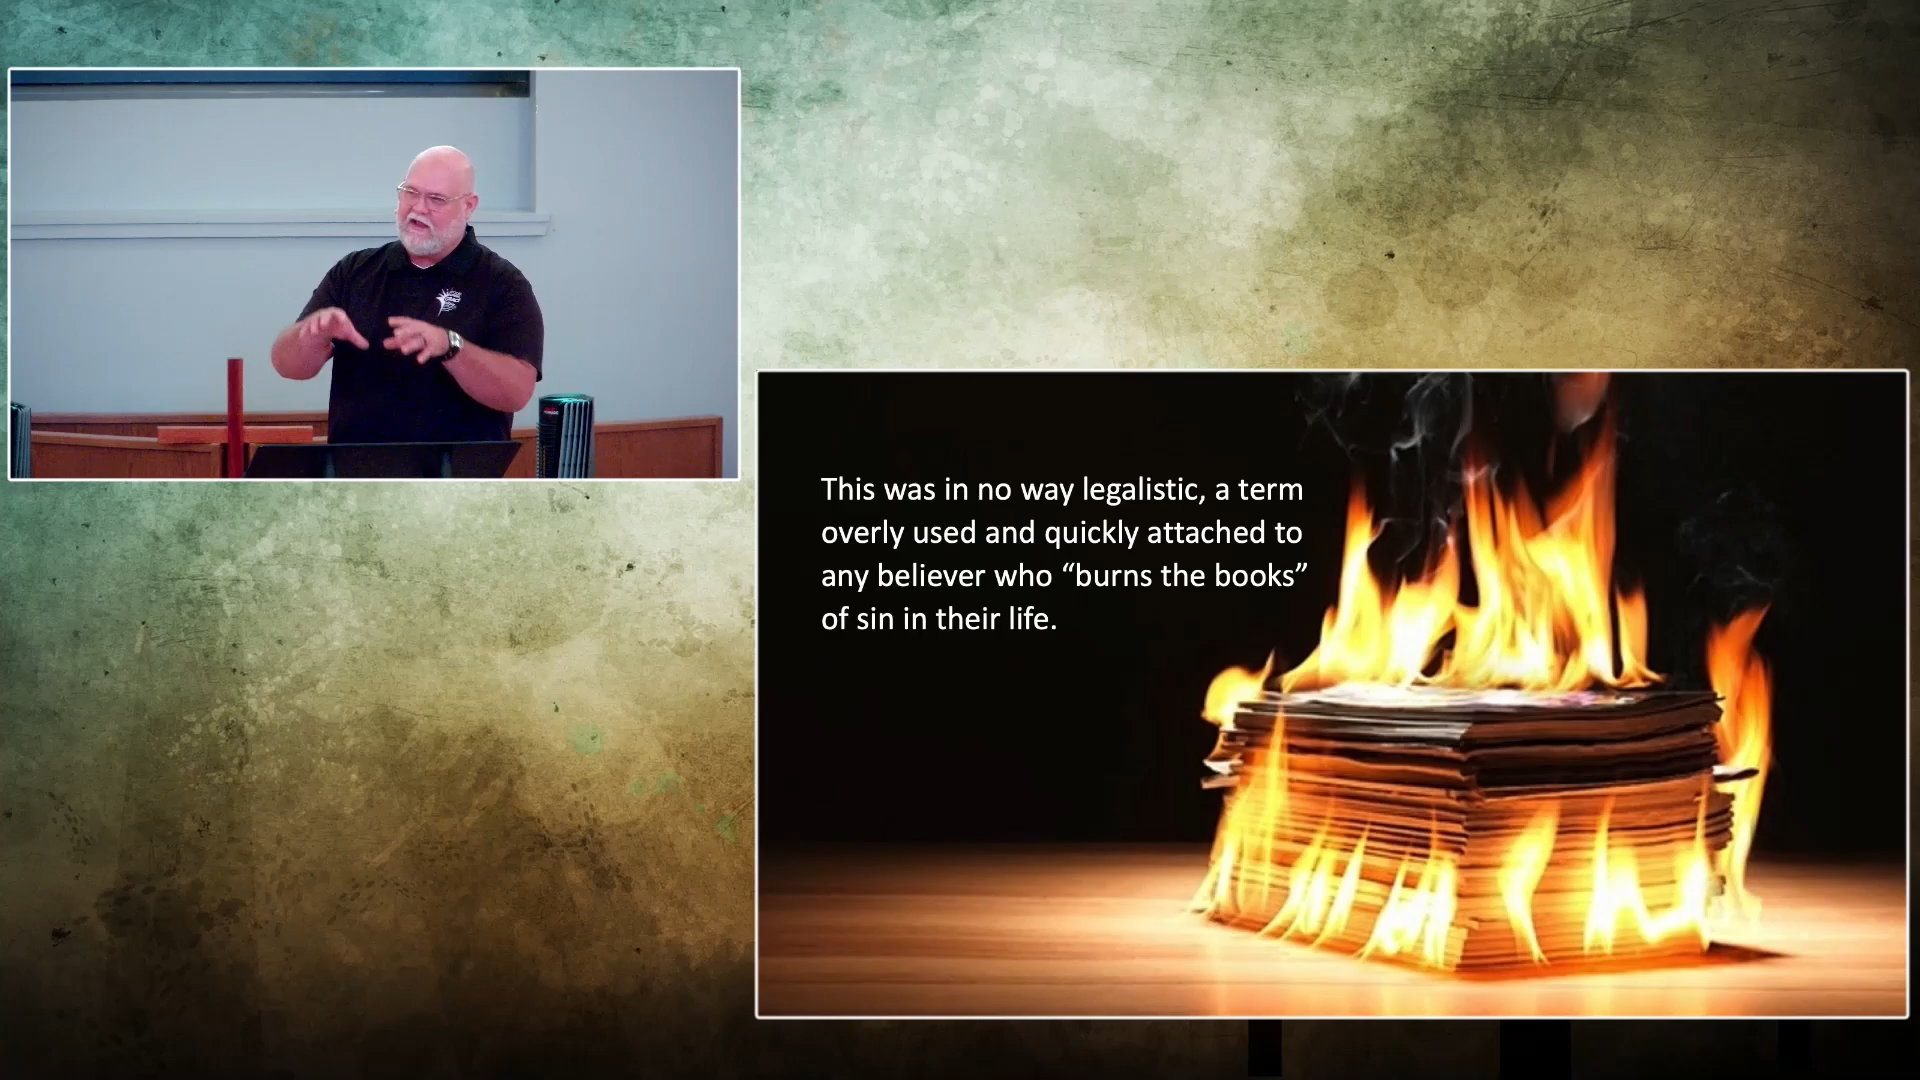 This was in no way legalistic, a term
overly used and quickly attached to
any believer who “burns the books”
of sin in their life.